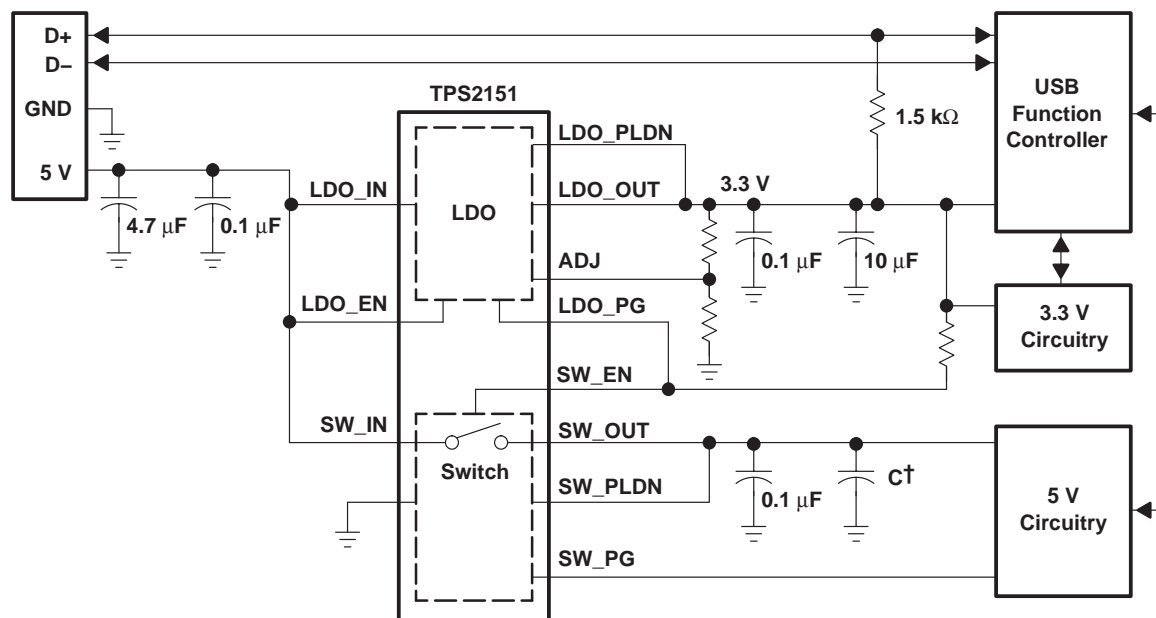 D+
D–
GND
5 V
4.7 µF
0.1 µF
TPS2151
LDO_IN
LDO
LDO_EN
LDO_PLDN
LDO_OUT
3.3 V
ADJ
LDO_PG
0.1 µF
10 µF
1.5 kΩ
USB
Function
Controller
3.3 V
Circuitry
SW_EN
SW_IN
Switch
SW_OUT
SW_PLDN
SW_PG
0.1 µF
C†
5 V
Circuitry